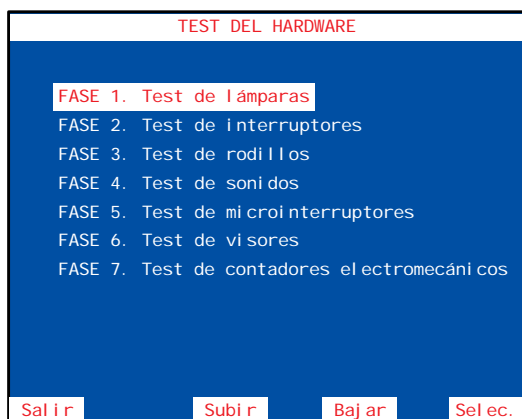 TEST DEL HARDWARE
FASE 1. Test de lámparas
FASE 2. Test de interruptores
FASE 3. Test de rodillos
FASE 4. Test de sonidos
FASE 5. Test de microinterruptores
FASE 6. Test de visores
FASE 7. Test de contadores electromecánicos
Salir Subir Bajar Selec.